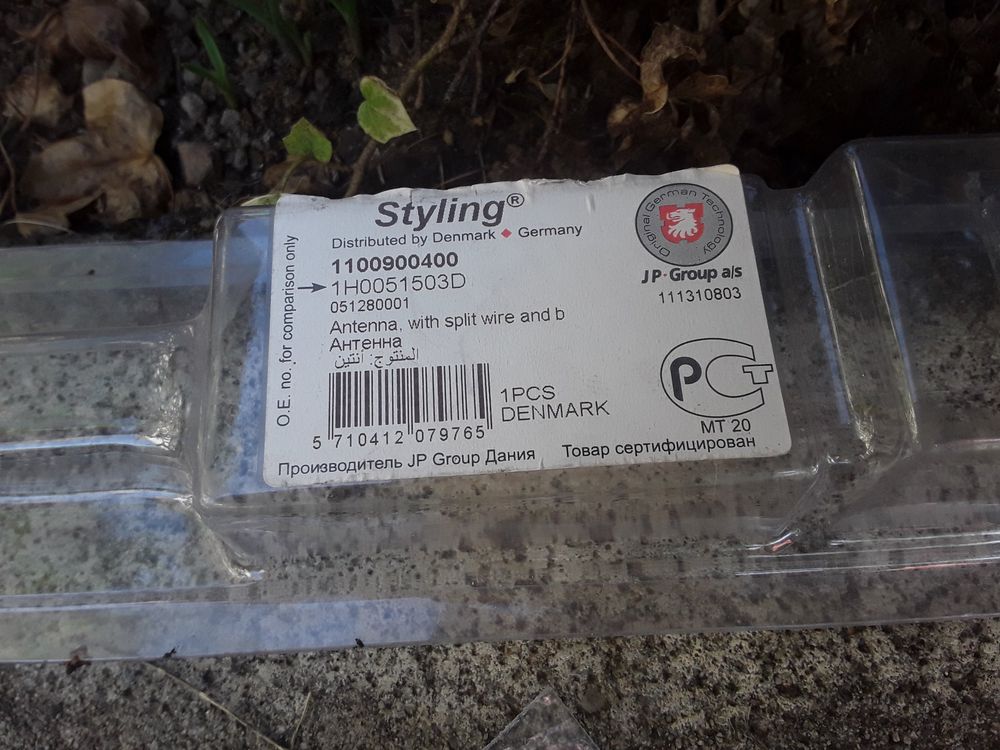 Styling®
Distributed by Denmark ♦ Germany
1100900400
1H0051503D
051280001
Antenna, with split wire and b
Антенна
المنتوج: انتين
O.E. no. for comparison only
5 710412 079765
1PCS
DENMARK
Производитель JP Group Дания
Original German Technology
JP·Group a/s
111310803
РСТ
МТ 20
Товар сертифицирован